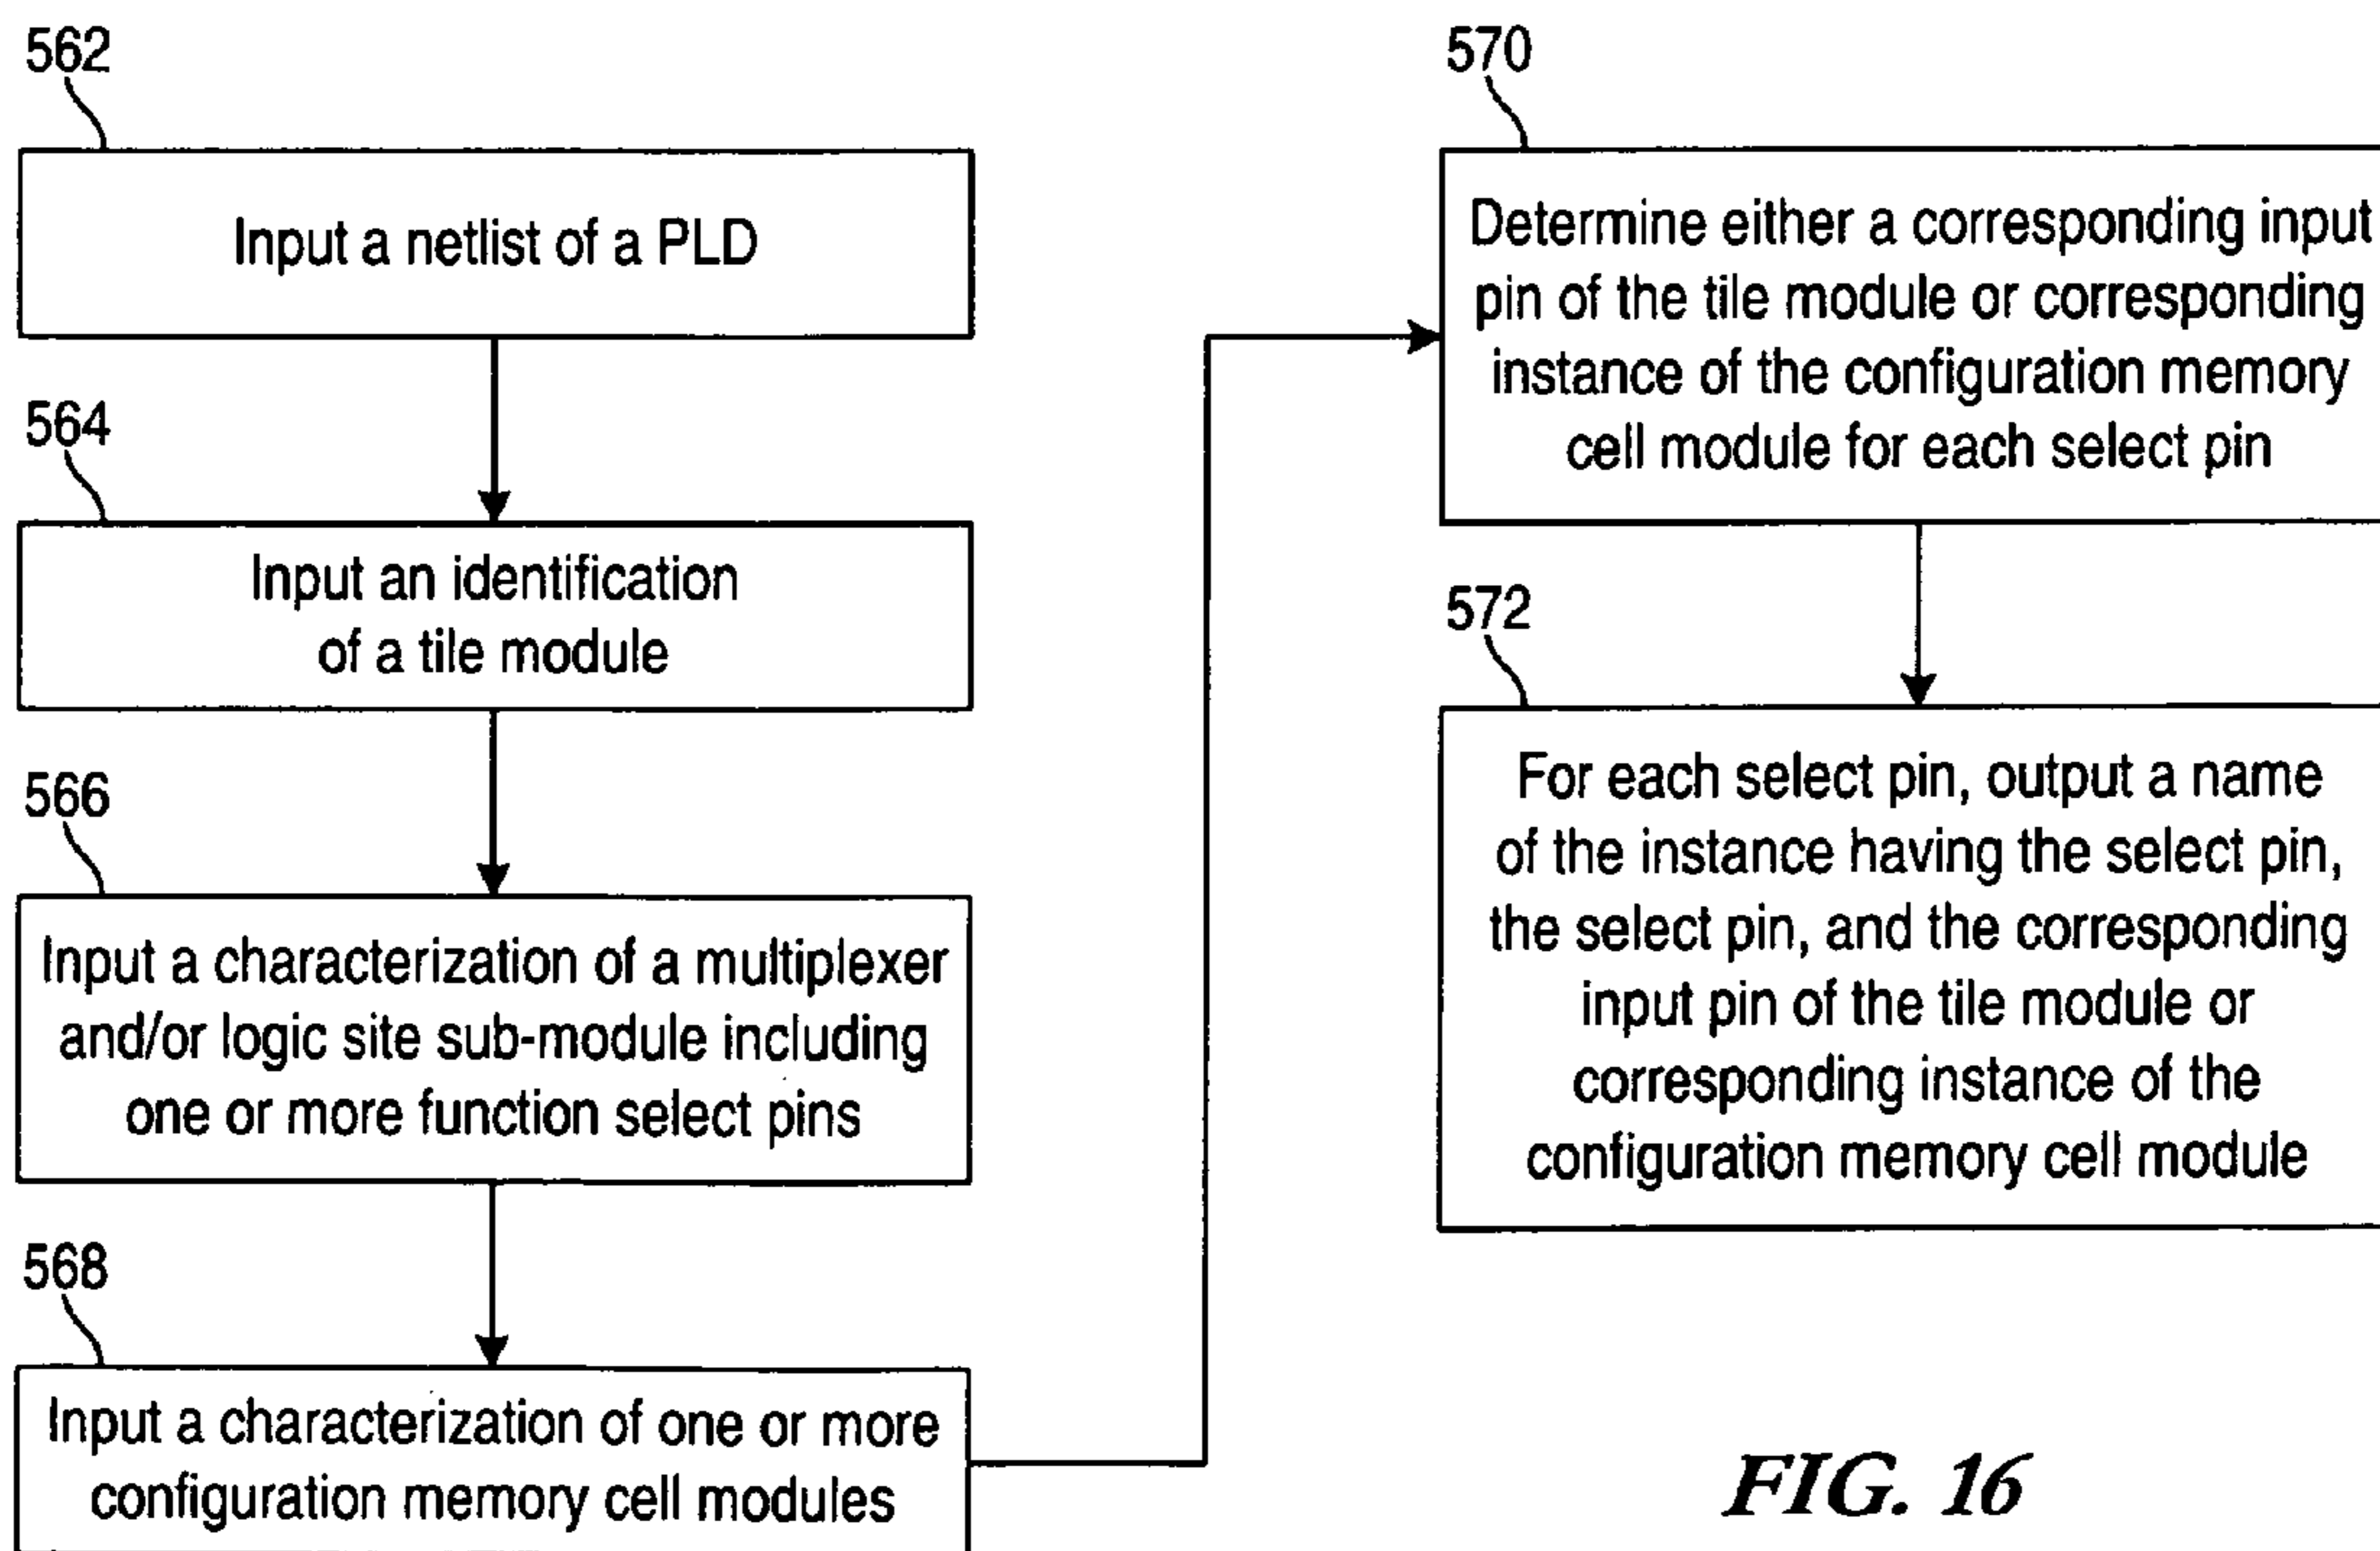 562
Input a netlist of a PLD
564
Input an identification
of a tile module
566
Input a characterization of a multiplexer
and/or logic site sub-module including
one or more function select pins
568
Input a characterization of one or more
configuration memory cell modules
570
Determine either a corresponding input
pin of the tile module or corresponding
instance of the configuration memory
cell module for each select pin
572
For each select pin, output a name
of the instance having the select pin,
the select pin, and the corresponding
input pin of the tile module or
corresponding instance of the
configuration memory cell module
FIG. 16